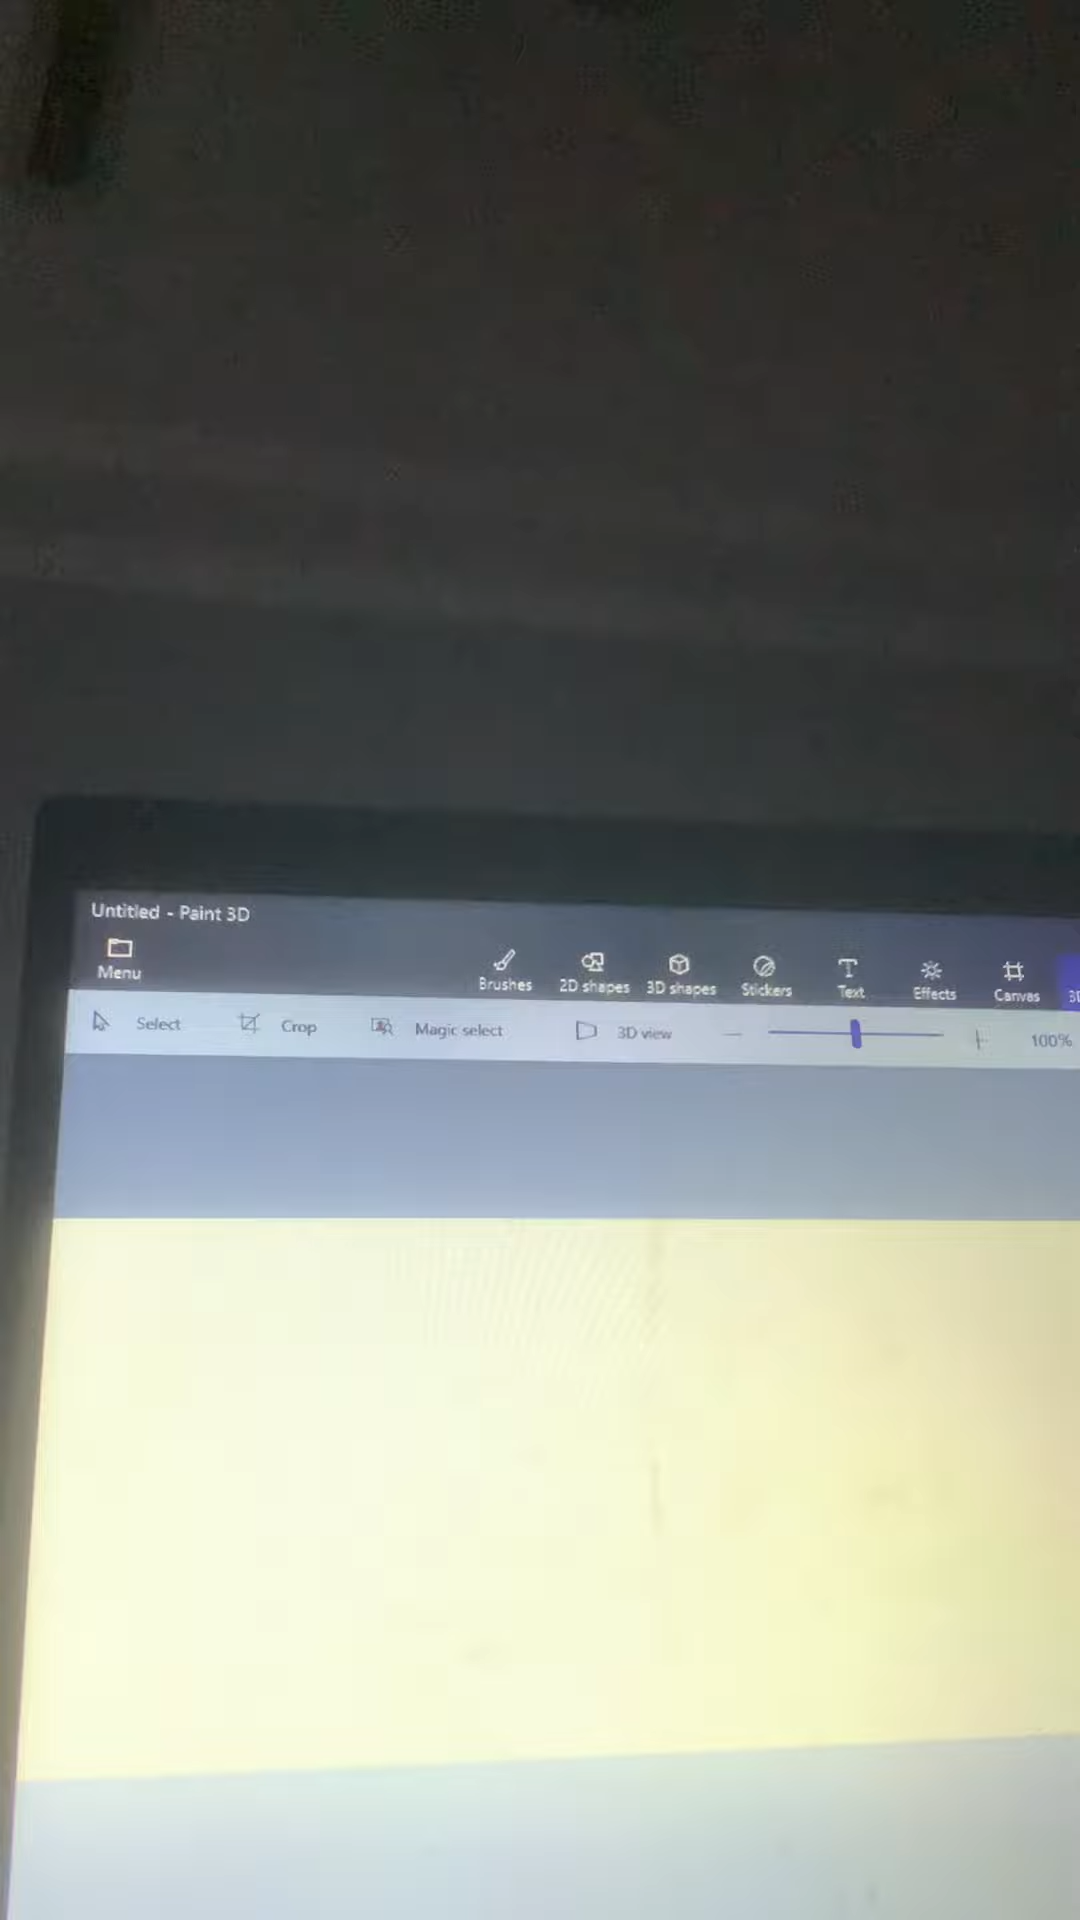 Untitled - Paint 3D
Menu
Brushes 2D shapes 3D shapes Stickers Text Effects Canvas
Select Crop Magic select 3D view 100%